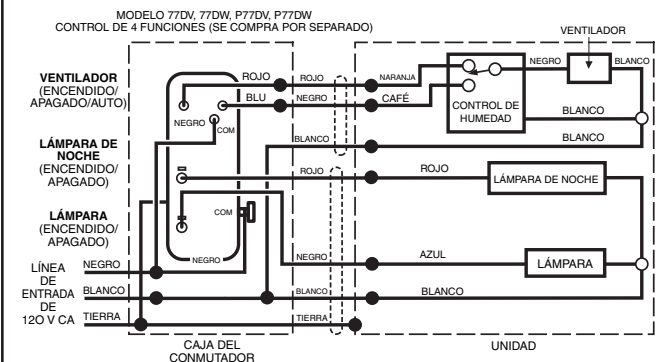 MODELO 77DV, 77DW, P77DV, P77DW
CONTROL DE 4 FUNCIONES (SE COMPRA POR SEPARADO)
VENTILADOR
VENTILADOR
(ENCENDIDO/
APAGADO/AUTO)
ROJO
ROJO
NARANJA
NEGRO
BLANCO
BLU
NEGRO
CAFÉ
CONTROL DE
HUMEDAD
NEGRO
COM
BLANCO
BLANCO
BLANCO
LÁMPARA DE
NOCHE
(ENCENDIDO/
APAGADO)
ROJO
ROJO
LÁMPARA DE NOCHE
LÁMPARA
(ENCENDIDO/
APAGADO)
COM
NEGRO
NEGRO
AZUL
LÁMPARA
LÍNEA
DE
ENTRADA
DE
12O V CA
NEGRO
BLANCO
BLANCO
BLANCO
TIERRA
TIERRA
CAJA DEL
CONMUTADOR
UNIDAD